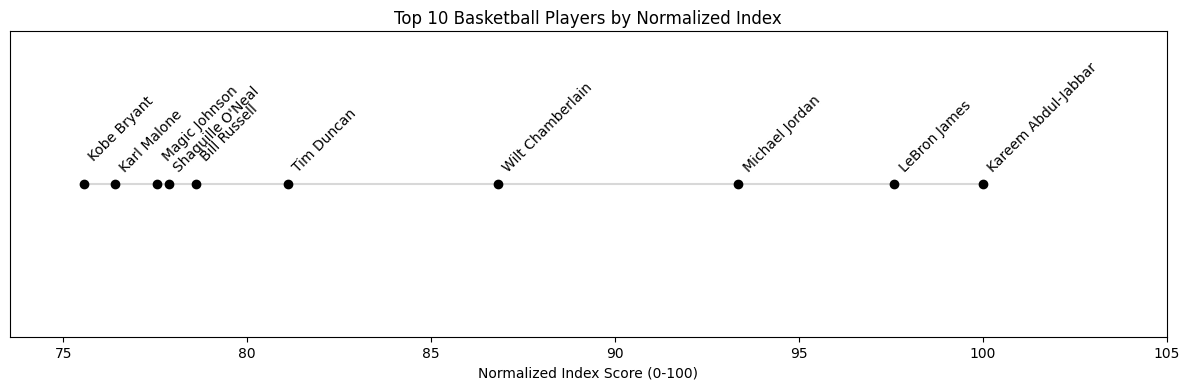 Top 10 Basketball Players by Normalized Index
Kobe Bryant
Karl Malone
Magic Johnson
Shaquille O'Neal
Bill Russell
Tim Duncan
Wilt Chamberlain
Michael Jordan
LeBron James
Kareem Abdul-Jabbar
75 80 85 90 95 100 105
Normalized Index Score (0-100)